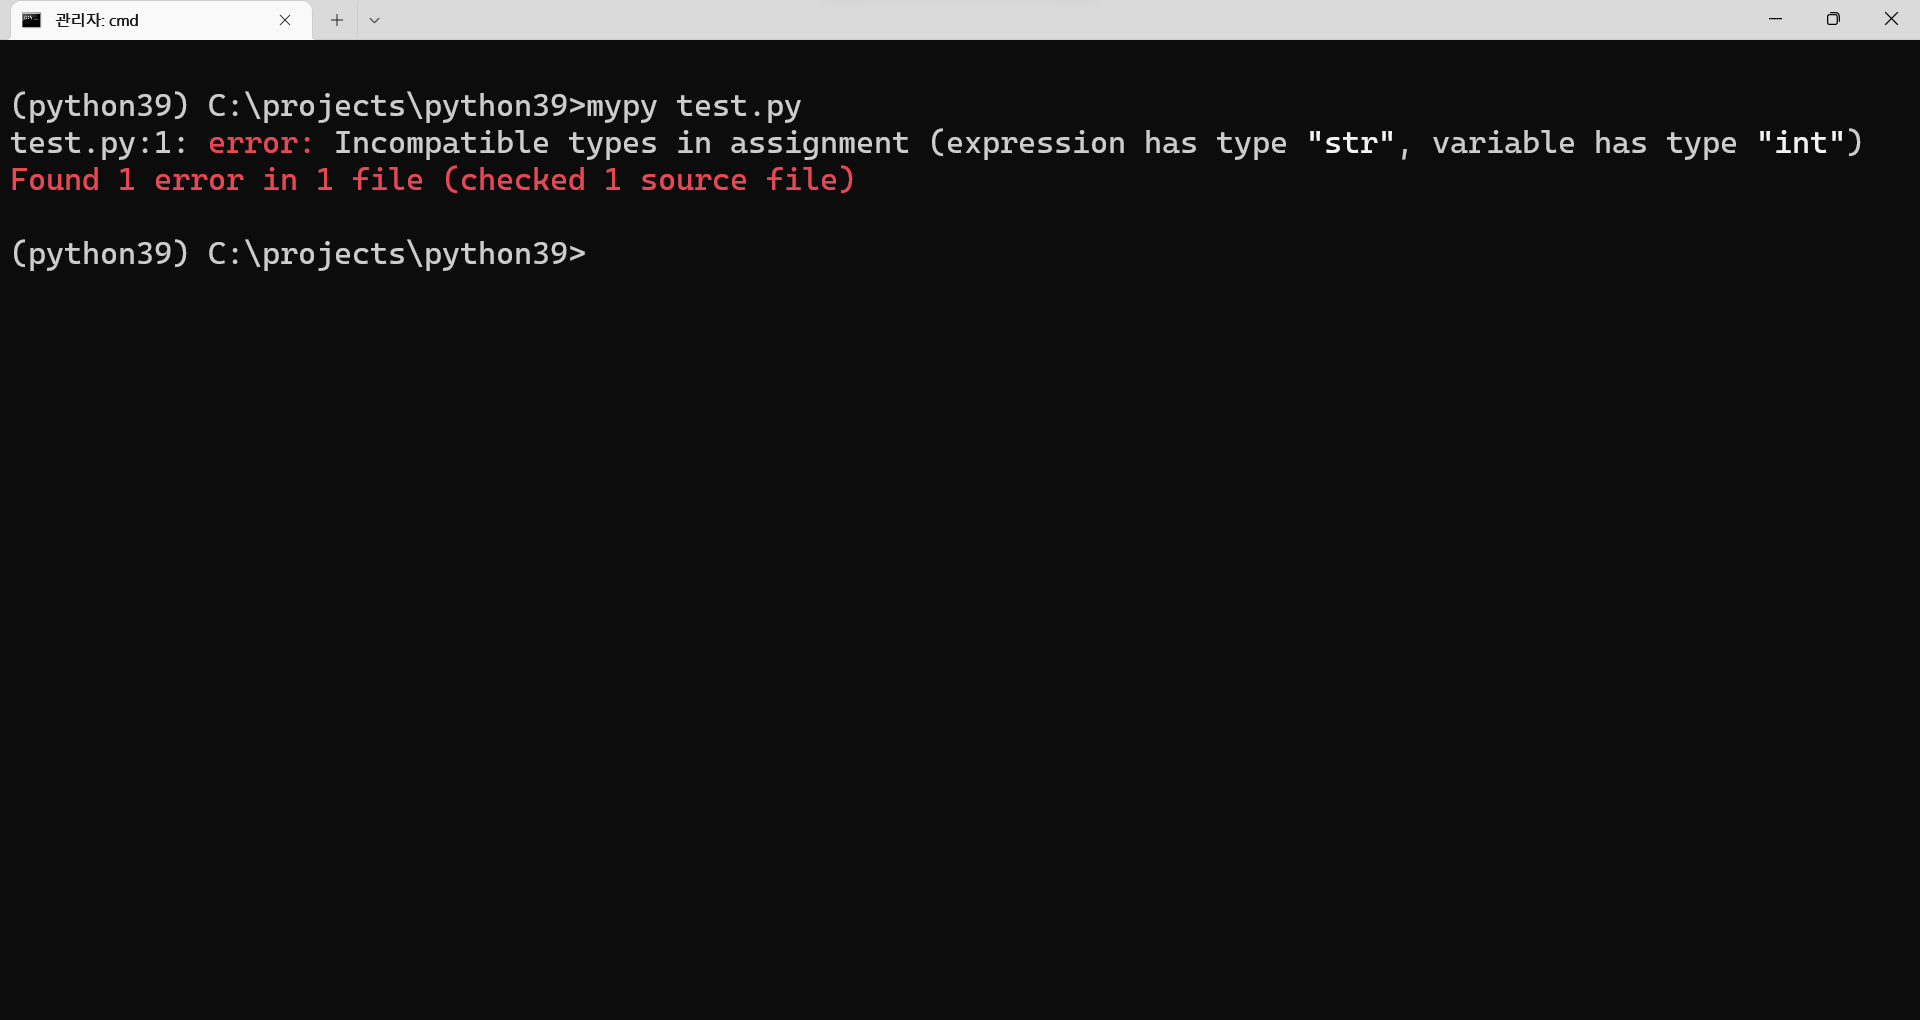 관리자: cmd
(python39) C:\projects\python39>mypy test.py
test.py:1: error: Incompatible types in assignment (expression has type "str", variable has type "int")
Found 1 error in 1 file (checked 1 source file)
(python39) C:\projects\python39>